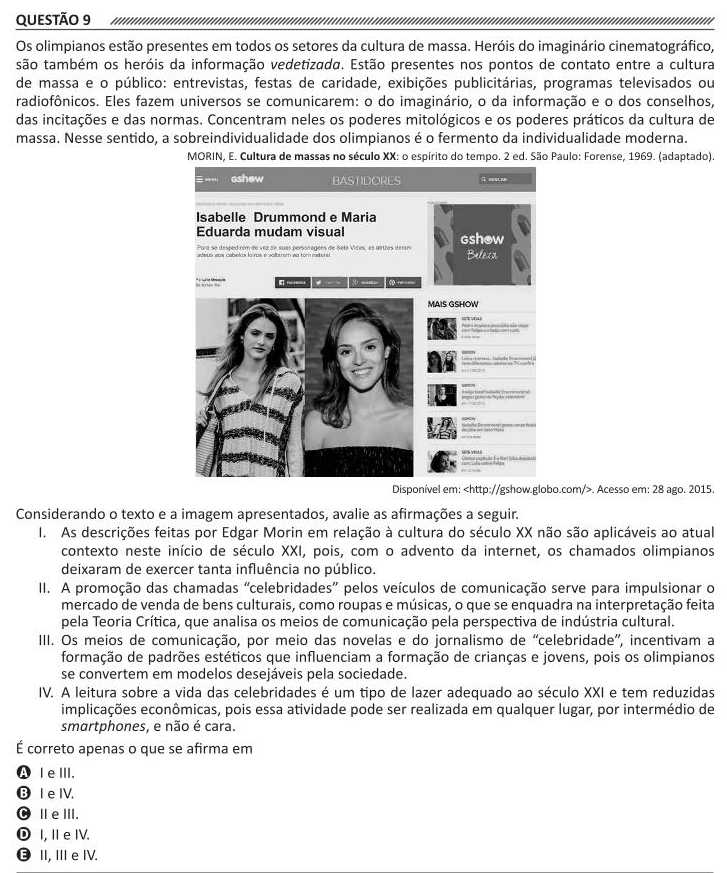 QUESTÃO 9
Os olimpianos estão presentes em todos os setores da cultura de massa. Heróis do imaginário cinematográfico,
são também os heróis da informação vedetizada. Estão presentes nos pontos de contato entre a cultura
de massa e o público: entrevistas, festas de caridade, exibições publicitárias, programas televisados ou
radiofônicos. Eles fazem universos se comunicarem: o do imaginário, o da informação e o dos conselhos,
das incitações e das normas. Concentram neles os poderes mitológicos e os poderes práticos da cultura de
massa. Nesse sentido, a sobreindividualidade dos olimpianos é o fermento da individualidade moderna.
MORIN, E. Cultura de massas no século XX: o espírito do tempo. 2 ed. São Paulo: Forense, 1969. (adaptado).
MENU gshow BASTIDORES BUSCAR
Isabelle Drummond e Maria
Eduarda mudam visual
Para se despedirem de vez de suas personagens de Sete Vidas, as atrizes deram
adeus aos cabelos loiros e voltaram ao tom natural
FACEBOOK
gshow
Beleza
MAIS GSHOW
SETE VIDAS
GSHOW
GSHOW
GSHOW
SETE VIDAS
Disponível em: <http://gshow.globo.com/>. Acesso em: 28 ago. 2015.
Considerando o texto e a imagem apresentados, avalie as afirmações a seguir.
I. As descrições feitas por Edgar Morin em relação à cultura do século XX não são aplicáveis ao atual
contexto neste início de século XXI, pois, com o advento da internet, os chamados olimpianos
deixaram de exercer tanta influência no público.
II. A promoção das chamadas “celebridades” pelos veículos de comunicação serve para impulsionar o
mercado de venda de bens culturais, como roupas e músicas, o que se enquadra na interpretação feita
pela Teoria Crítica, que analisa os meios de comunicação pela perspectiva de indústria cultural.
III. Os meios de comunicação, por meio das novelas e do jornalismo de “celebridade”, incentivam a
formação de padrões estéticos que influenciam a formação de crianças e jovens, pois os olimpianos
se convertem em modelos desejáveis pela sociedade.
IV. A leitura sobre a vida das celebridades é um tipo de lazer adequado ao século XXI e tem reduzidas
implicações econômicas, pois essa atividade pode ser realizada em qualquer lugar, por intermédio de
smartphones, e não é cara.
É correto apenas o que se afirma em
A I e III.
B I e IV.
C II e III.
D I, II e IV.
E II, III e IV.